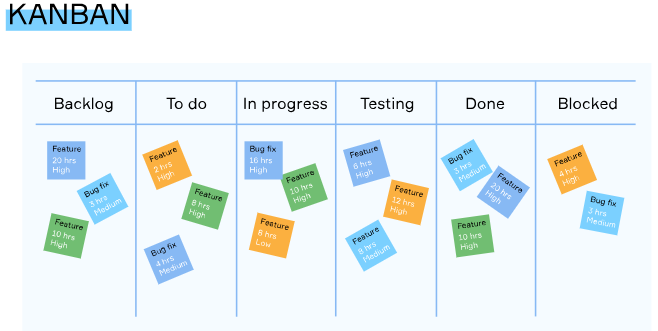 KANBAN
Backlog
To do
In progress
Testing
Done
Blocked
Feature
20 hrs
High
Bug fix
3 hrs
Medium
Feature
10 hrs
High
Feature
2 hrs
High
Feature
8 hrs
High
Bug fix
4 hrs
Medium
Bug fix
16 hrs
High
Feature
10 hrs
High
Feature
8 hrs
Low
Feature
hrs
High
Feature
12 hrs
High
Feature
hrs
Medium
Bug fix
3 hrs
Medium
Feature
20 hrs
High
Feature
10 hrs
High
Feature
4 hrs
High
Bug fix
3 hrs
Medium